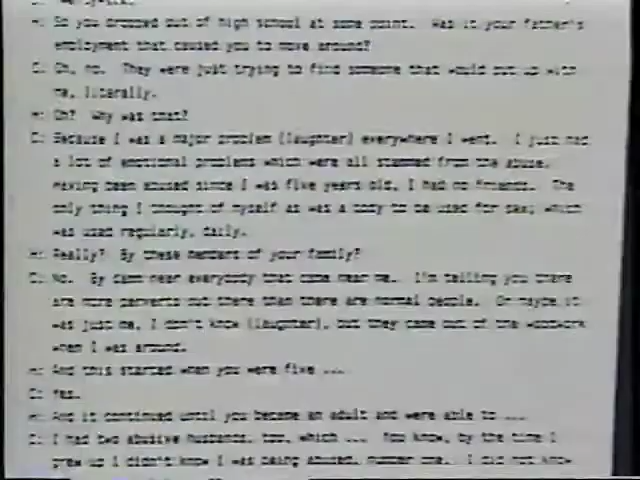 H: So you dropped out of high school at some point. Was it your father's
employment that caused you to move around?
C: Oh, no. They were just trying to find someone that would put up with
me, literally.
H: Oh? Why was that?
C: Because I was a major problem (laughter) everywhere I went. I just had
a lot of emotional problems which were all stemmed from the abuse.
Having been abused since I was five years old, I had no friends. The
only thing I thought of myself as was a body to be used for sex, which
was used regularly, daily.
H: Really? By these members of your family?
C: No. By damn near everybody that came near me. I'm telling you there
are more perverts out there than there are normal people. Or maybe it
was just me, I don't know (laughter), but they came out of the woodwork
when I was around.
H: And this started when you were five ...
C: Yes.
H: And it continued until you became an adult and were able to ...
C: I had two abusive husbands, too, which ... You know, by the time I
grew up I didn't know I was being abused, number one. I did not know